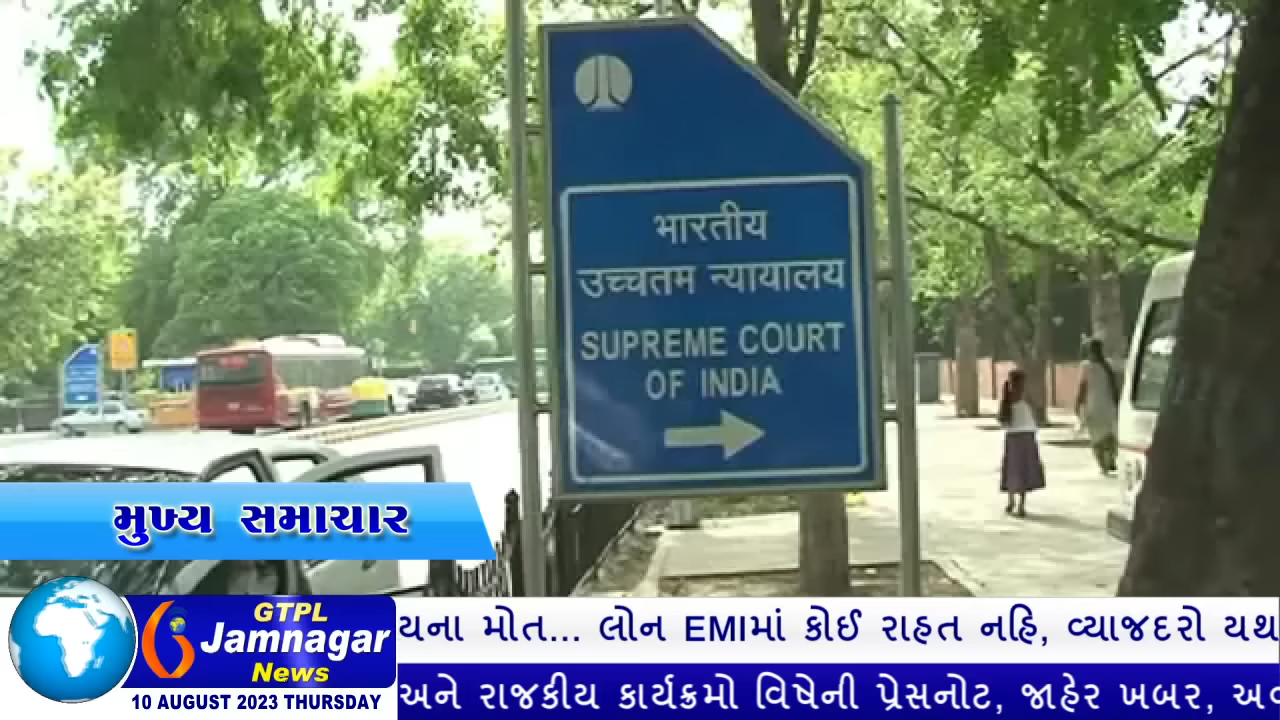 भारतीय
उच्चतम न्यायालय
SUPREME COURT
OF INDIA
મુખ્ય સમાચાર
GTPL
Jamnagar
News
10 AUGUST 2023 THURSDAY
યના મોત... લોન EMIમાં કોઈ રાહત નહિ, વ્યાજદરો યથ
અને રાજકીય કાર્યક્રમો વિષેની પ્રેસનોટ, જાહેર ખબર, અવ